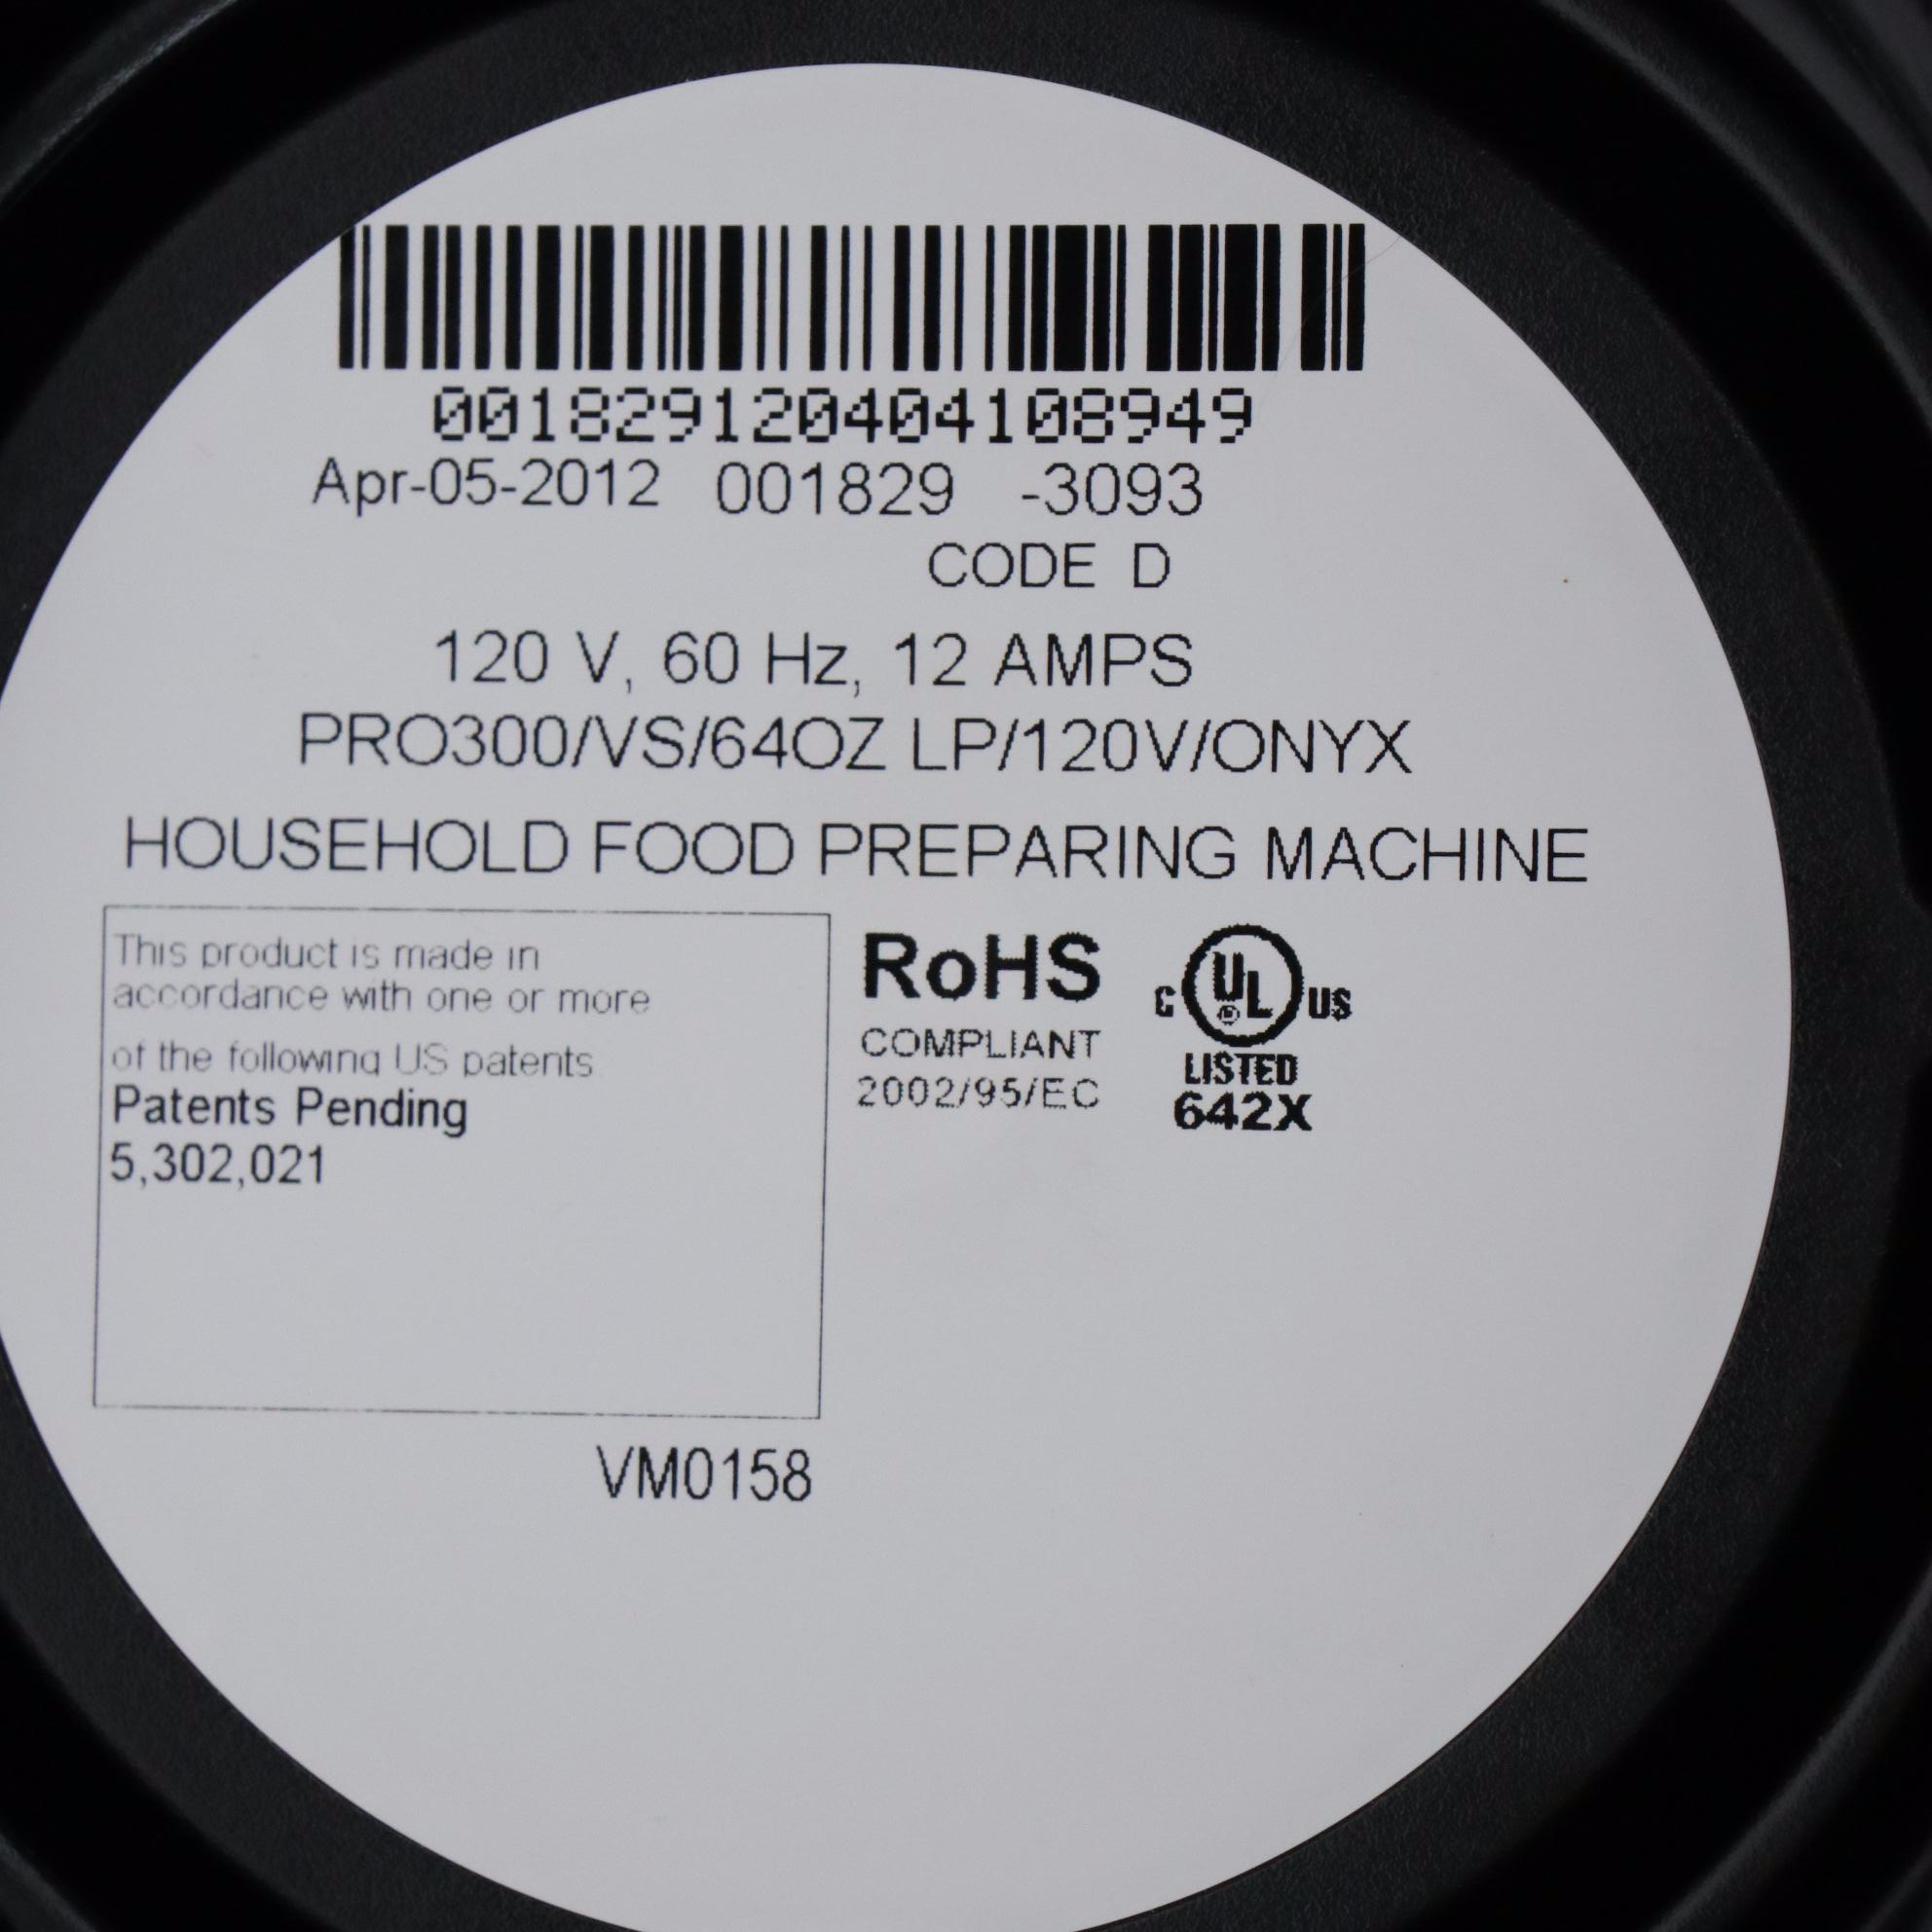 001829120404108949
Apr-05-2012 001829 -3093
CODE D
120 V, 60 Hz, 12 AMPS
PRO300/VS/64OZ LP/120V/ONYX
HOUSEHOLD FOOD PREPARING MACHINE
This product is made in
accordance with one or more
of the following US patents
Patents Pending
5,302,021
RoHS
COMPLIANT
2002/95/EC
C UL ® US
LISTED
642X
VM0158